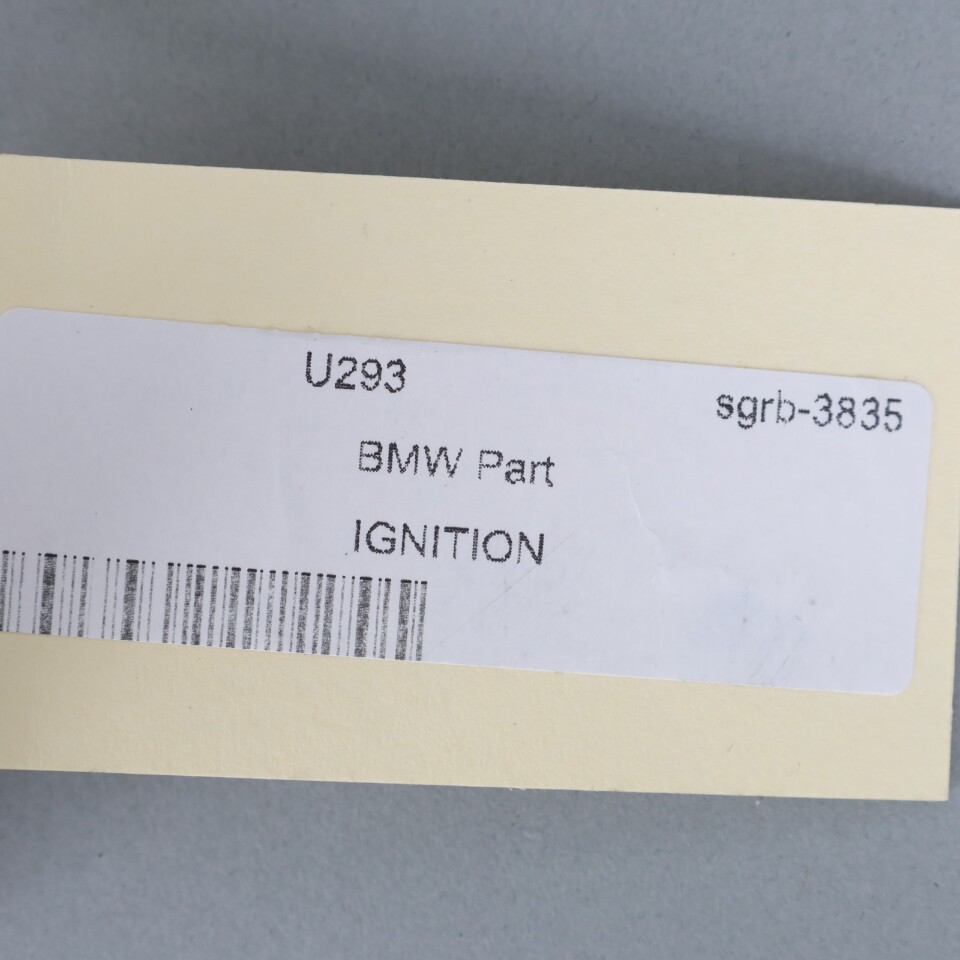 U293 sgrb-3835
BMW Part
IGNITION